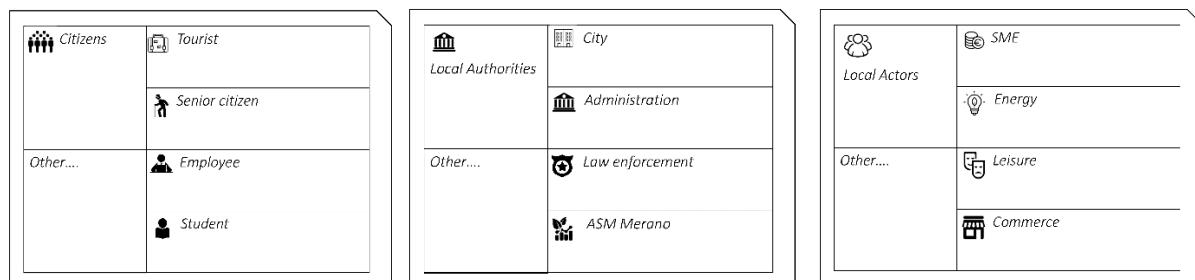 Citizens
Tourist
Senior citizen
Other....
Employee
Student
Local Authorities
City
Administration
Other....
Law enforcement
ASM Merano
Local Actors
SME
Energy
Other....
Leisure
Commerce